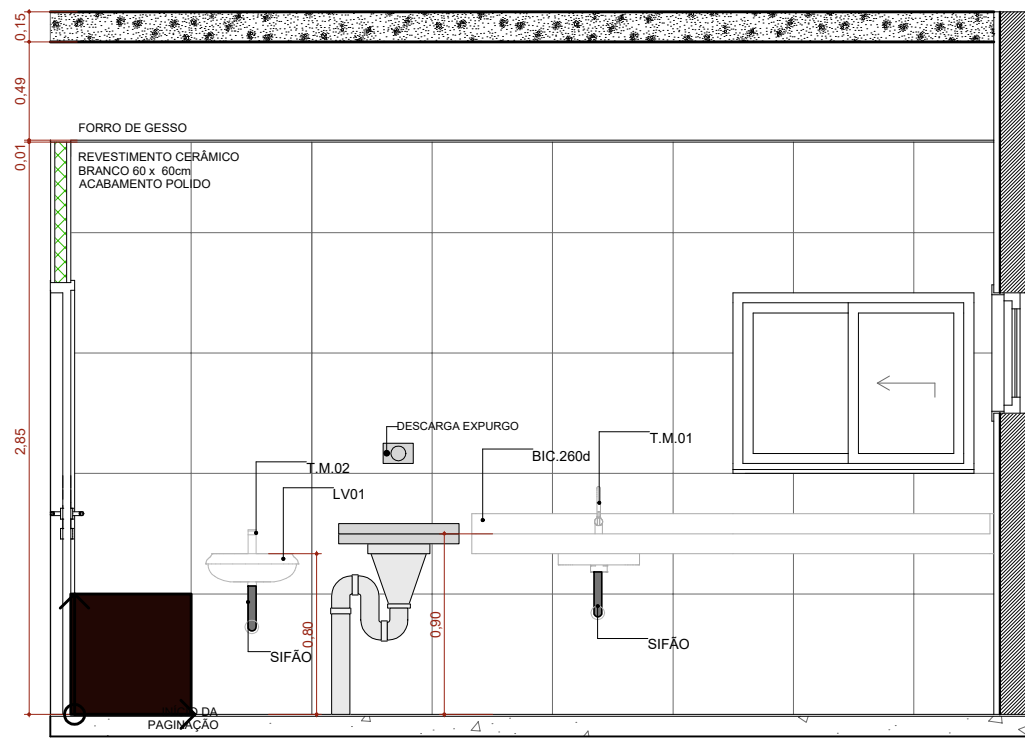 0.15
0,49
FORRO DE GESSO
0,01
REVESTIMENTO CERÂMICO
BRANCO 60 x 60cm
ACABAMENTO POLIDO
2,85
DESCARGA EXPURGO
T.M.01
BIC.260d
T.M.02
LV01
0,80
0,90
SIFÃO
SIFÃO
INÍCIO DA
PAGINAÇÃO